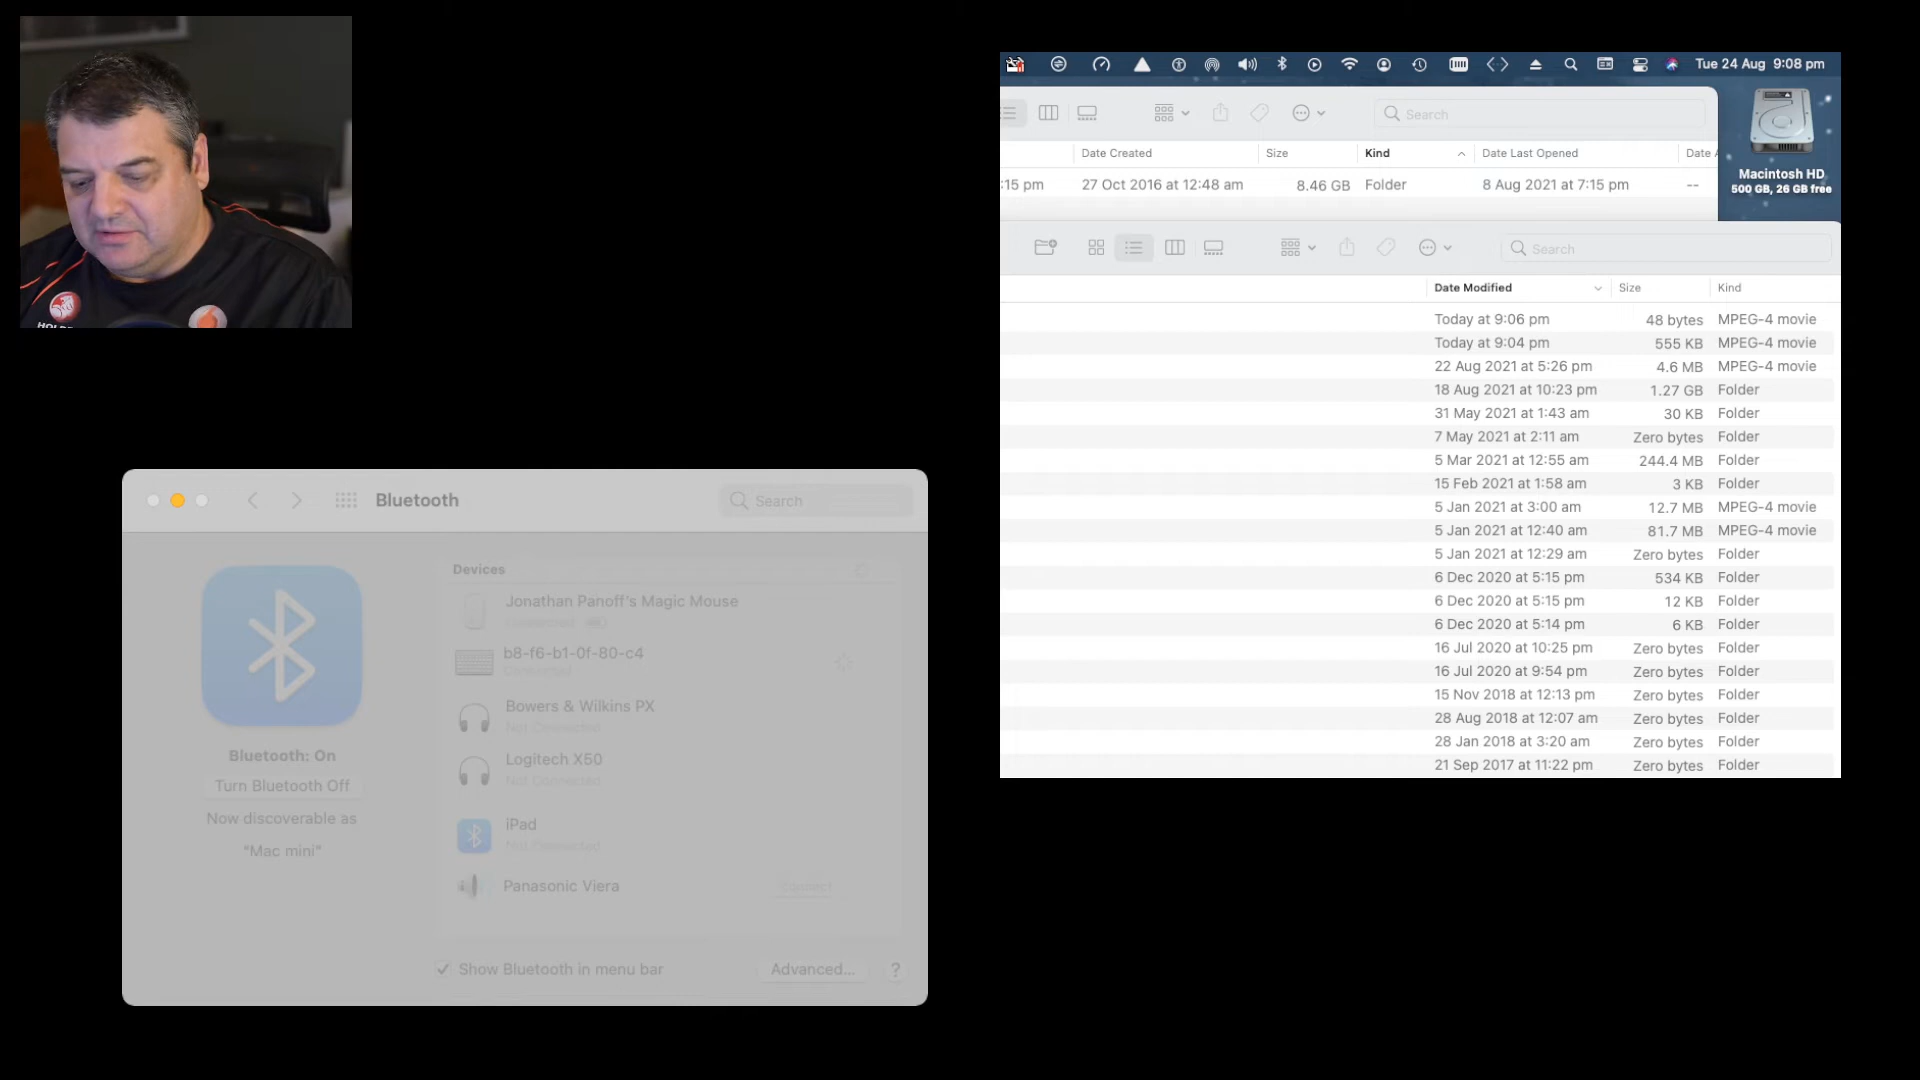 HOLDE
Tue 24 Aug 9:08 pm
Search
Date Created Size Kind Date Last Opened Date A
:15 pm 27 Oct 2016 at 12:48 am 8.46 GB Folder 8 Aug 2021 at 7:15 pm --
Macintosh HD
500 GB, 26 GB free
Search
Date Modified Size Kind
Today at 9:06 pm 48 bytes MPEG-4 movie
Today at 9:04 pm 555 KB MPEG-4 movie
22 Aug 2021 at 5:26 pm 4.6 MB MPEG-4 movie
18 Aug 2021 at 10:23 pm 1.27 GB Folder
31 May 2021 at 1:43 am 30 KB Folder
7 May 2021 at 2:11 am Zero bytes Folder
5 Mar 2021 at 12:55 am 244.4 MB Folder
15 Feb 2021 at 1:58 am 3 KB Folder
5 Jan 2021 at 3:00 am 12.7 MB MPEG-4 movie
5 Jan 2021 at 12:40 am 81.7 MB MPEG-4 movie
5 Jan 2021 at 12:29 am Zero bytes Folder
6 Dec 2020 at 5:15 pm 534 KB Folder
6 Dec 2020 at 5:15 pm 12 KB Folder
6 Dec 2020 at 5:14 pm 6 KB Folder
16 Jul 2020 at 10:25 pm Zero bytes Folder
16 Jul 2020 at 9:54 pm Zero bytes Folder
15 Nov 2018 at 12:13 pm Zero bytes Folder
28 Aug 2018 at 12:07 am Zero bytes Folder
28 Jan 2018 at 3:20 am Zero bytes Folder
21 Sep 2017 at 11:22 pm Zero bytes Folder
Bluetooth Search
Bluetooth: On
Turn Bluetooth Off
Now discoverable as
"Mac mini"
Devices
Jonathan Panoff's Magic Mouse
Connected
b8-f6-b1-0f-80-c4
Connected
Bowers & Wilkins PX
Not Connected
Logitech X50
Not Connected
iPad
Not Connected
Panasonic Viera Connect
Show Bluetooth in menu bar Advanced... ?